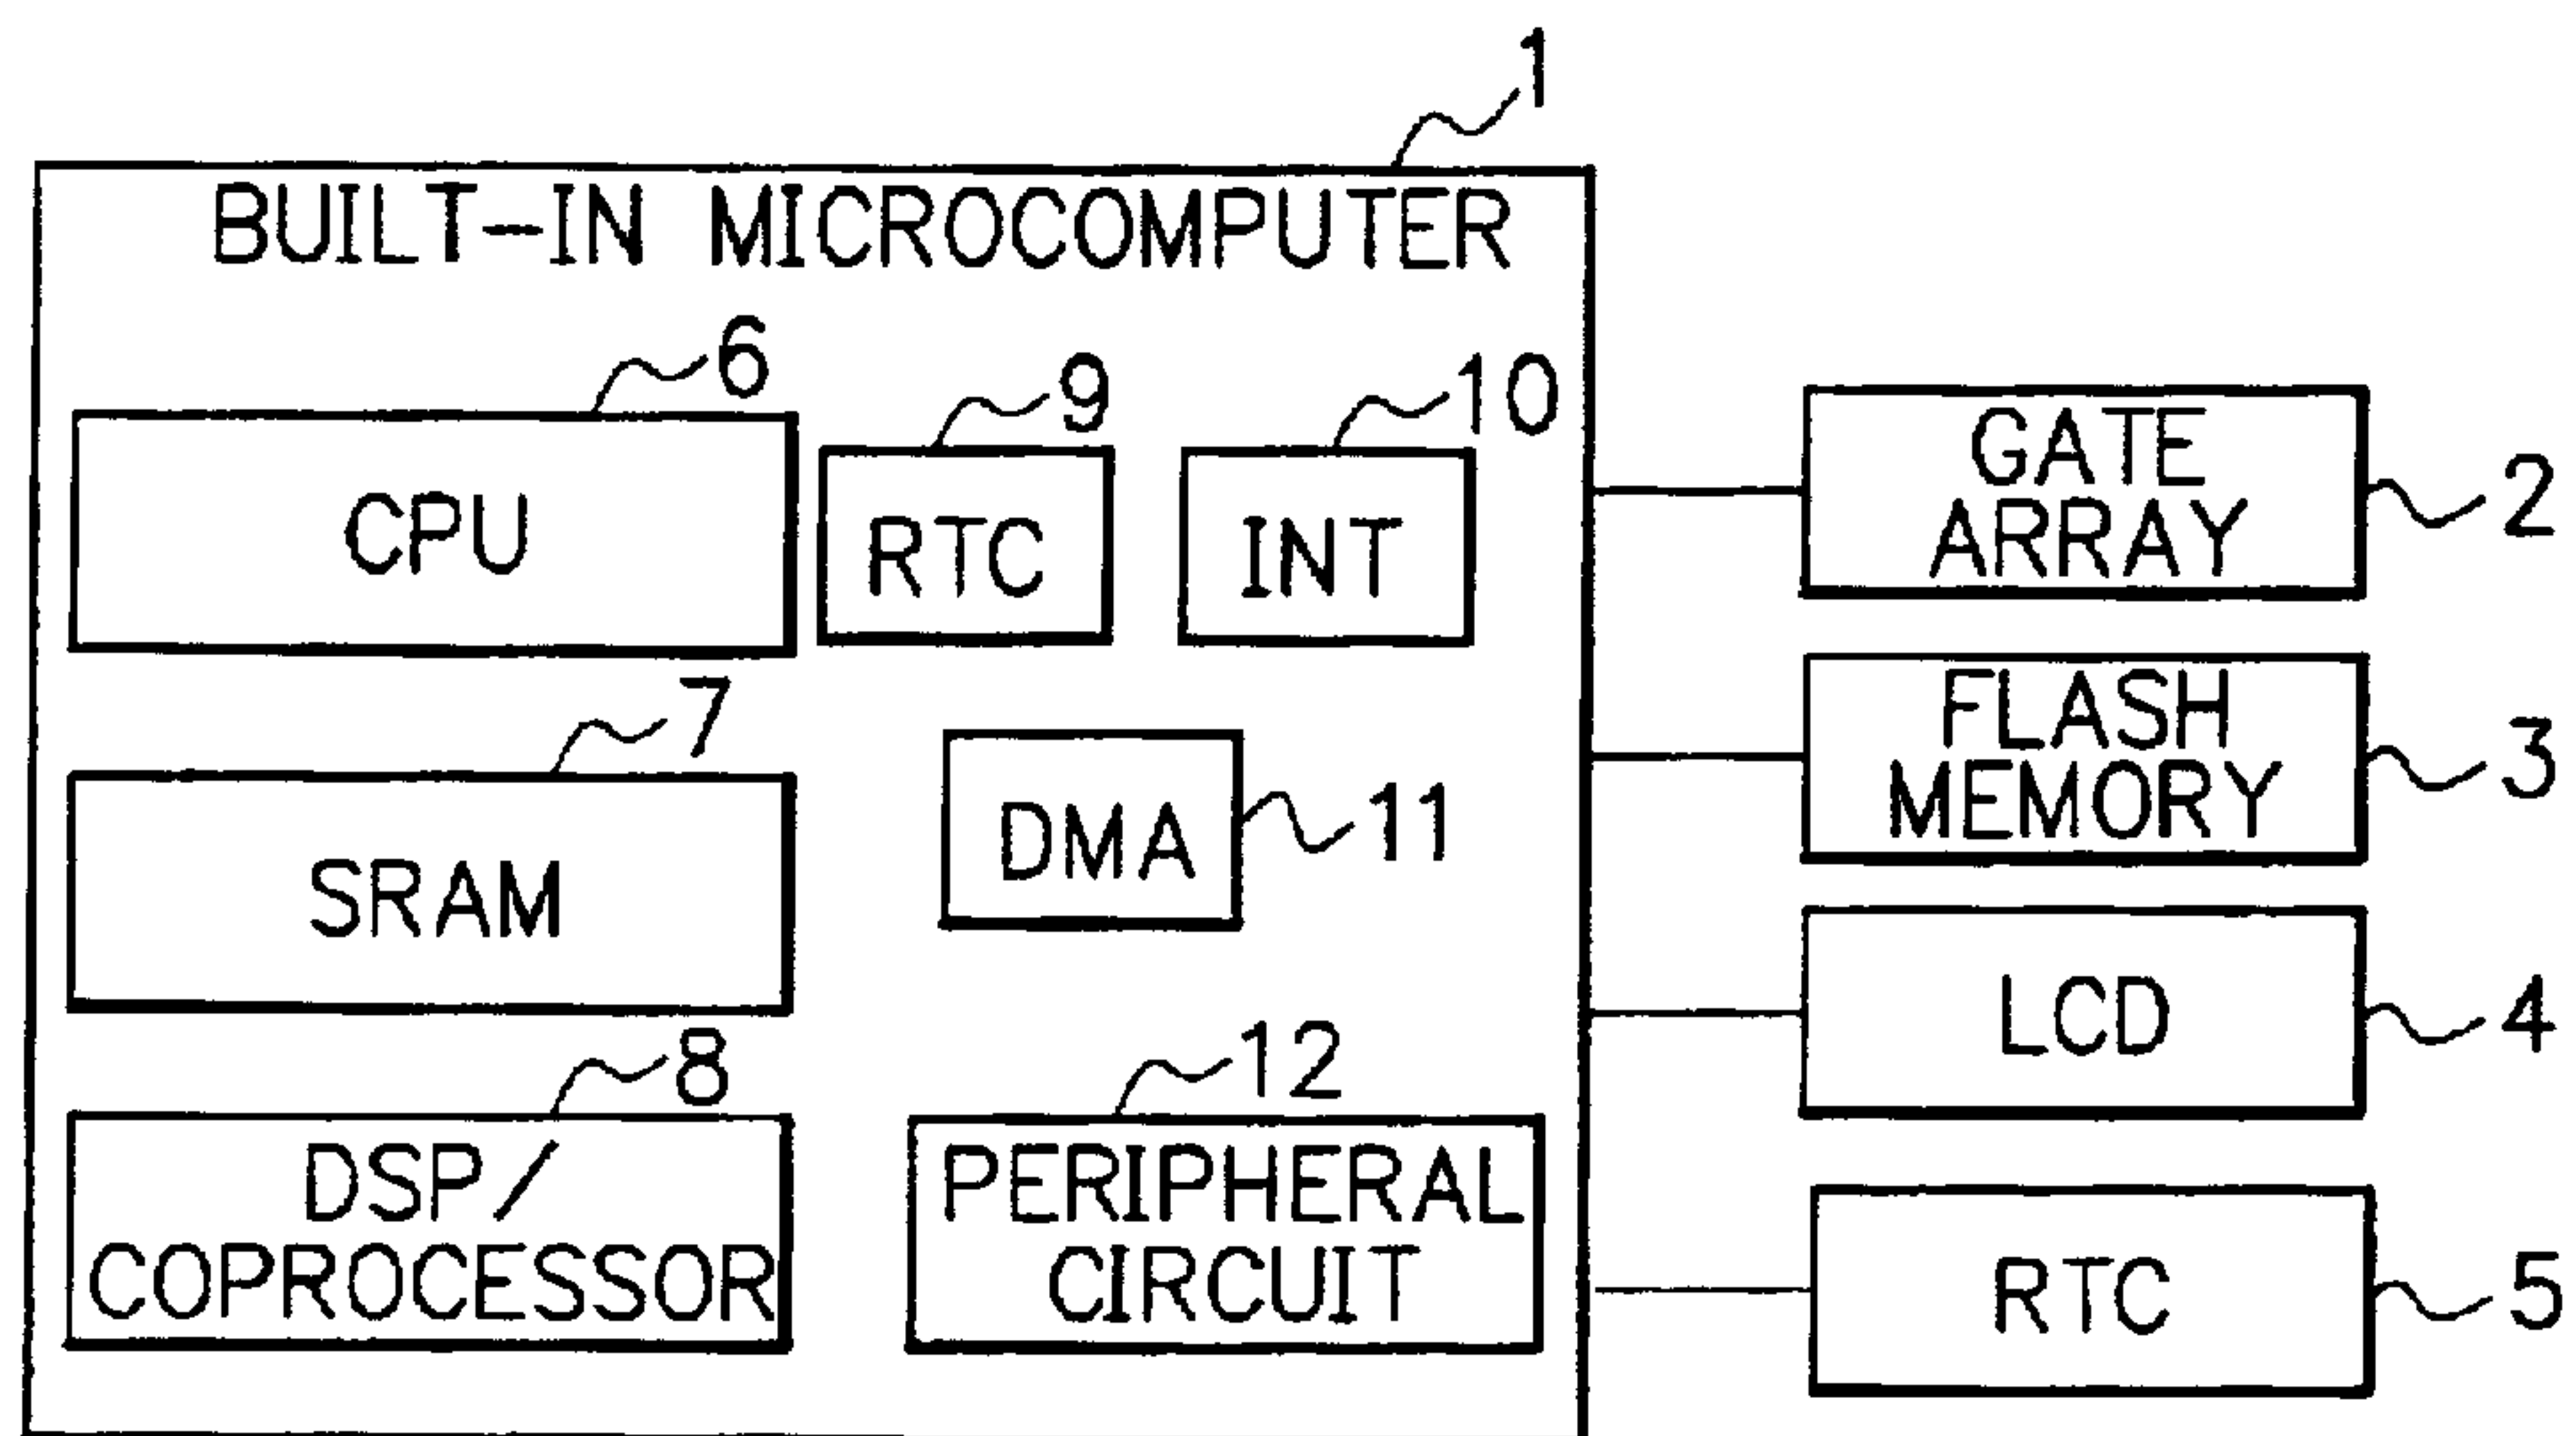 1
BUILT-IN MICROCOMPUTER
6
9
10
CPU
RTC
INT
7
SRAM
DMA
11
8
DSP/
COPROCESSOR
12
PERIPHERAL
CIRCUIT
GATE
ARRAY
2
FLASH
MEMORY
3
LCD
4
RTC
5